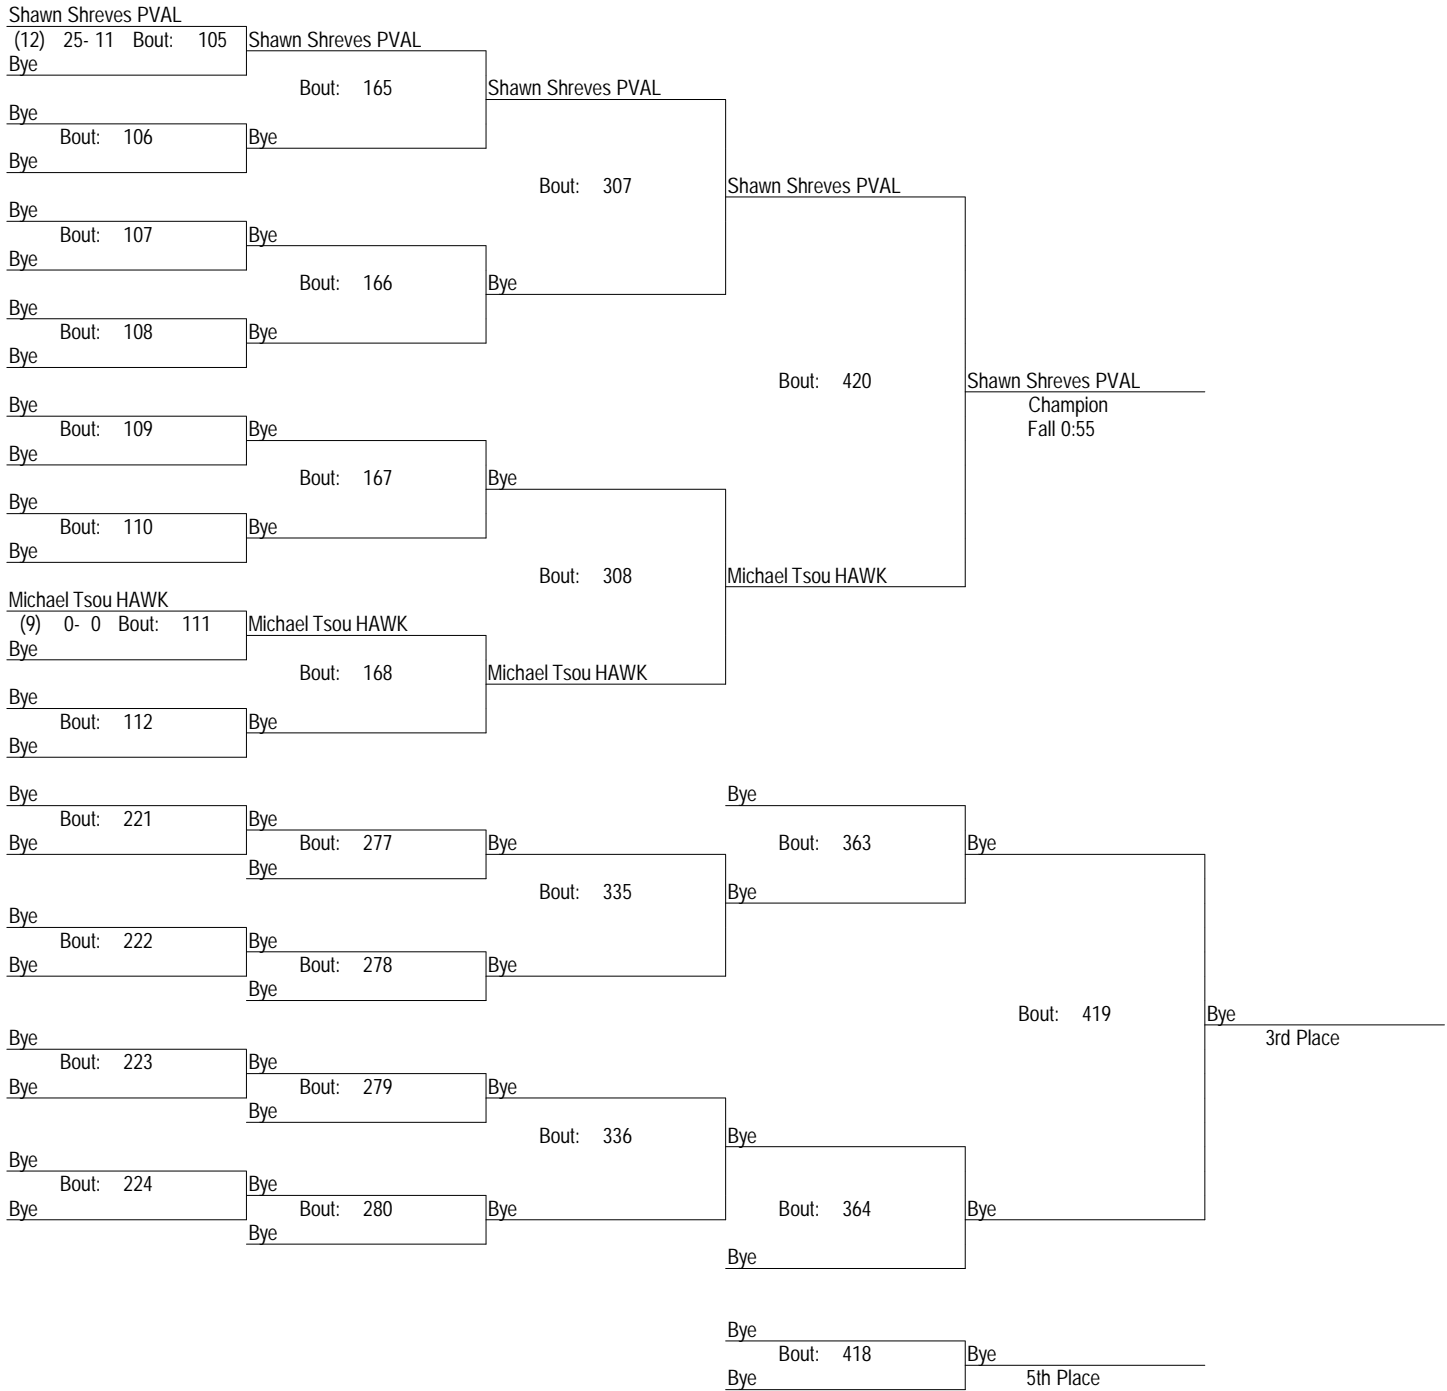 Shawn Shreves PVAL
(12) 25- 11 Bout: 105 Shawn Shreves PVAL
Bye
Bout: 165 Shawn Shreves PVAL
Bye
Bout: 106 Bye
Bye
Bout: 307 Shawn Shreves PVAL
Bye
Bout: 107 Bye
Bye
Bout: 166 Bye
Bye
Bout: 108 Bye
Bye
Bout: 420 Shawn Shreves PVAL
Champion
Fall 0:55
Bye
Bout: 109 Bye
Bye
Bout: 167 Bye
Bye
Bout: 110 Bye
Bye
Bout: 308 Michael Tsou HAWK
Michael Tsou HAWK
(9) 0- 0 Bout: 111 Michael Tsou HAWK
Bye
Bout: 168 Michael Tsou HAWK
Bye
Bout: 112 Bye
Bye
Bye Bye
Bout: 221 Bye
Bye Bout: 277 Bye Bout: 363 Bye
Bye
Bout: 335 Bye
Bye
Bout: 222 Bye
Bye Bout: 278 Bye
Bye
Bout: 419 Bye
3rd Place
Bye
Bout: 223 Bye
Bye Bout: 279 Bye
Bye
Bout: 336 Bye
Bye
Bout: 224 Bye
Bye Bout: 280 Bye Bout: 364 Bye
Bye
Bye
Bye
Bout: 418 Bye
Bye 5th Place